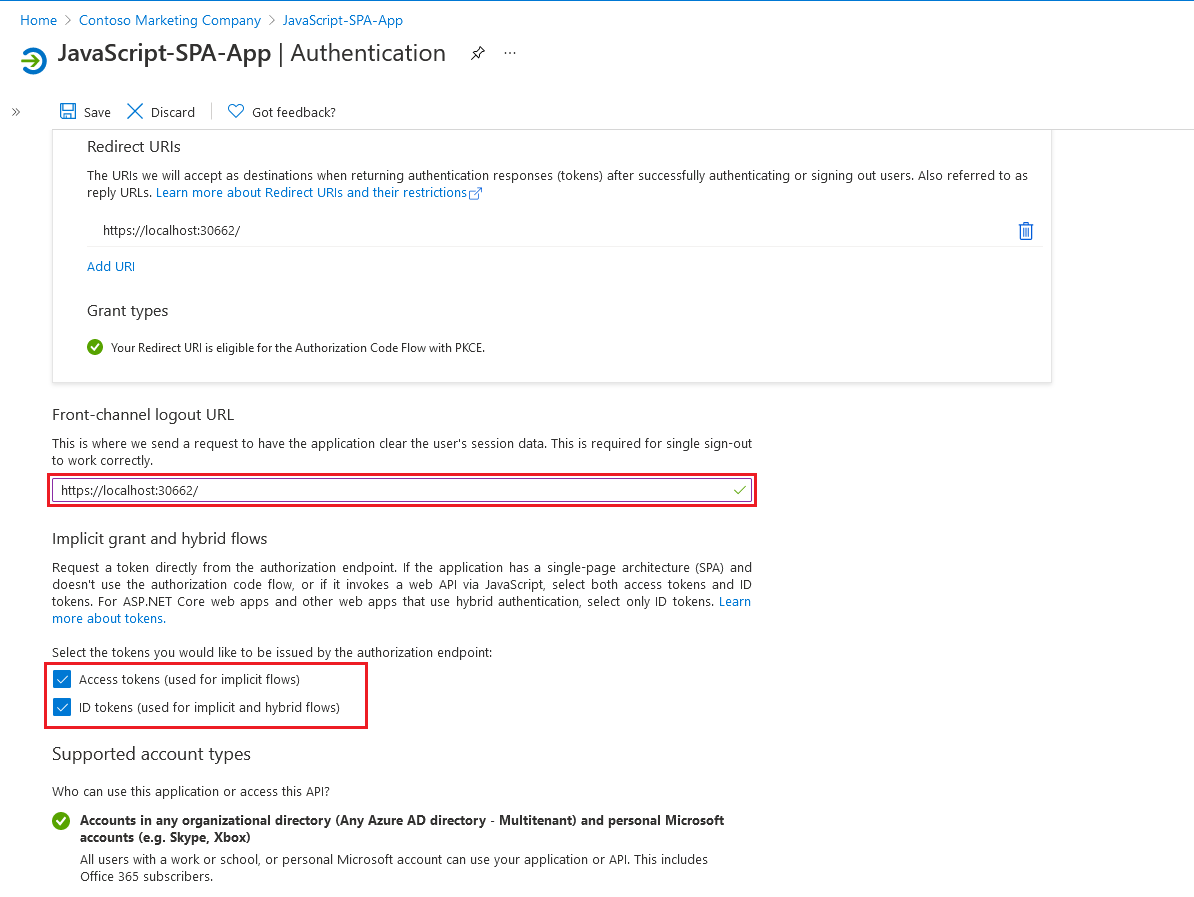 Home > Contoso Marketing Company > JavaScript-SPA-App
JavaScript-SPA-App | Authentication ...
» Save Discard Got feedback?
Redirect URIs
The URIs we will accept as destinations when returning authentication responses (tokens) after successfully authenticating or signing out users. Also referred to as
reply URLs. Learn more about Redirect URIs and their restrictions
https://localhost:30662/
Add URI
Grant types
Your Redirect URI is eligible for the Authorization Code Flow with PKCE.
Front-channel logout URL
This is where we send a request to have the application clear the user's session data. This is required for single sign-out
to work correctly.
https://localhost:30662/
Implicit grant and hybrid flows
Request a token directly from the authorization endpoint. If the application has a single-page architecture (SPA) and
doesn't use the authorization code flow, or if it invokes a web API via JavaScript, select both access tokens and ID
tokens. For ASP.NET Core web apps and other web apps that use hybrid authentication, select only ID tokens. Learn
more about tokens.
Select the tokens you would like to be issued by the authorization endpoint:
Access tokens (used for implicit flows)
ID tokens (used for implicit and hybrid flows)
Supported account types
Who can use this application or access this API?
Accounts in any organizational directory (Any Azure AD directory - Multitenant) and personal Microsoft
accounts (e.g. Skype, Xbox)
All users with a work or school, or personal Microsoft account can use your application or API. This includes
Office 365 subscribers.